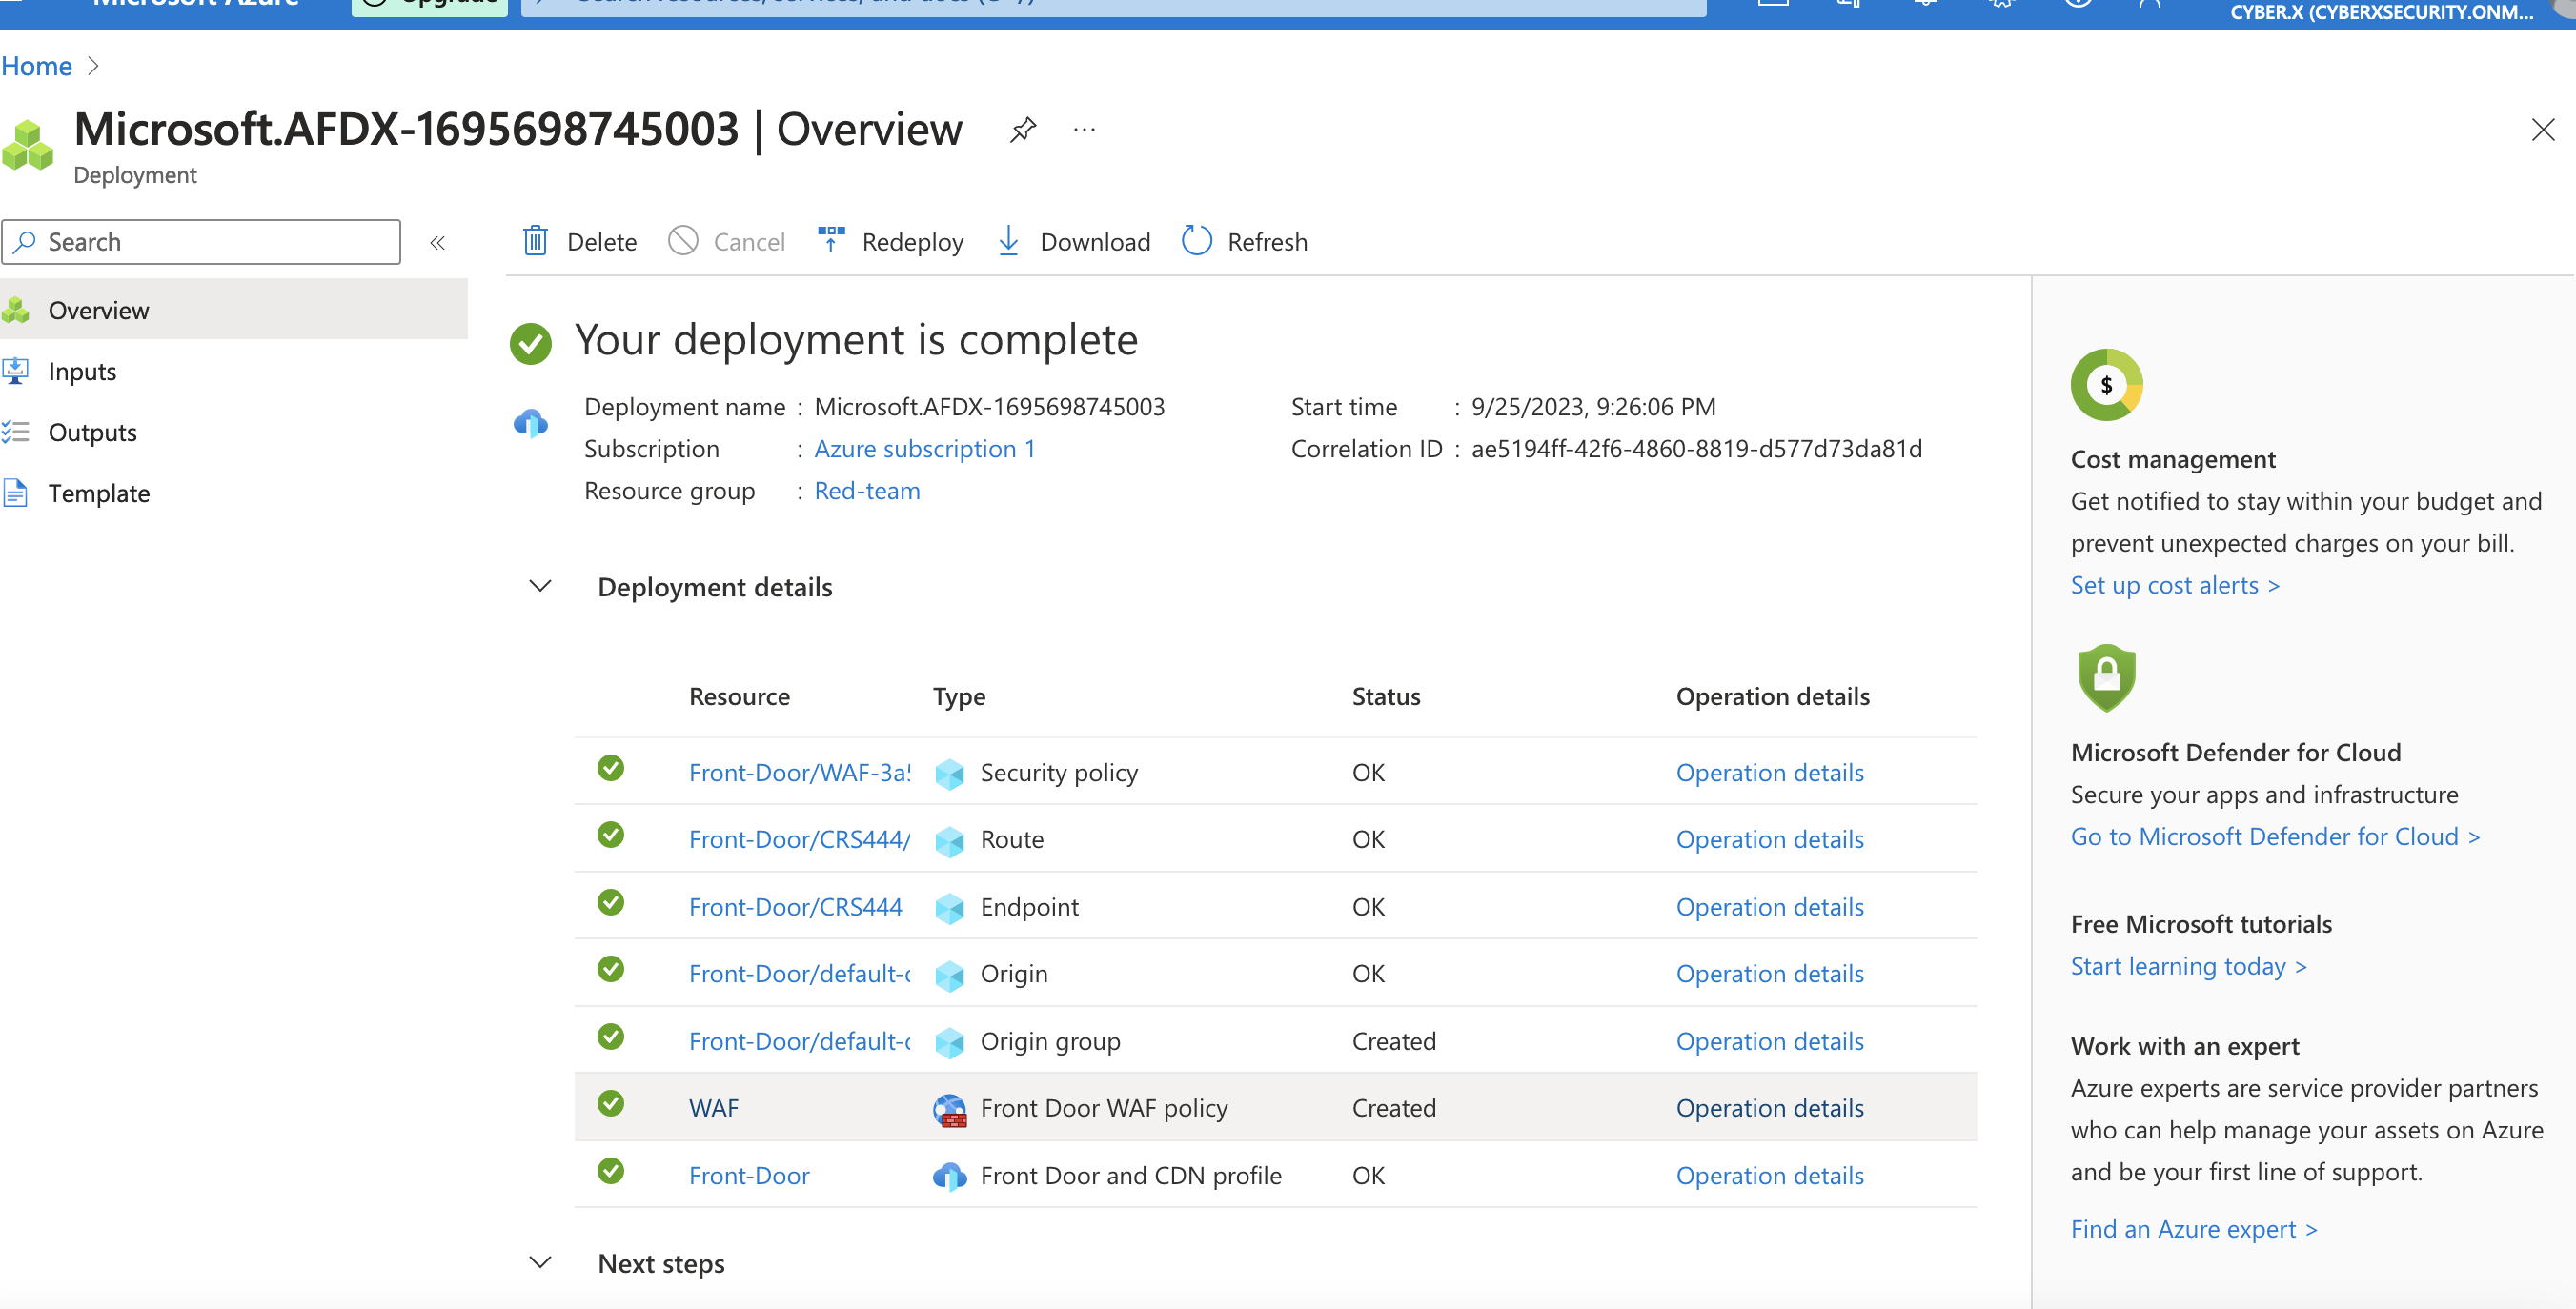 Microsoft Azure
Upgrade
Search resources, services, and docs (G+/)
CYBER.X (CYBERXSECURITY.ONM...
Home >
Microsoft.AFDX-1695698745003 | Overview ...
Deployment
Search «
Delete Cancel Redeploy Download Refresh
Overview
Inputs
Outputs
Template
Your deployment is complete
Deployment name : Microsoft.AFDX-1695698745003
Subscription : Azure subscription 1
Resource group : Red-team
Start time : 9/25/2023, 9:26:06 PM
Correlation ID : ae5194ff-42f6-4860-8819-d577d73da81d
Deployment details
Resource Type Status Operation details
Front-Door/WAF-3a Security policy OK Operation details
Front-Door/CRS444/ Route OK Operation details
Front-Door/CRS444 Endpoint OK Operation details
Front-Door/default- Origin OK Operation details
Front-Door/default- Origin group Created Operation details
WAF Front Door WAF policy Created Operation details
Front-Door Front Door and CDN profile OK Operation details
Next steps
$
Cost management
Get notified to stay within your budget and
prevent unexpected charges on your bill.
Set up cost alerts >
Microsoft Defender for Cloud
Secure your apps and infrastructure
Go to Microsoft Defender for Cloud >
Free Microsoft tutorials
Start learning today >
Work with an expert
Azure experts are service provider partners
who can help manage your assets on Azure
and be your first line of support.
Find an Azure expert >